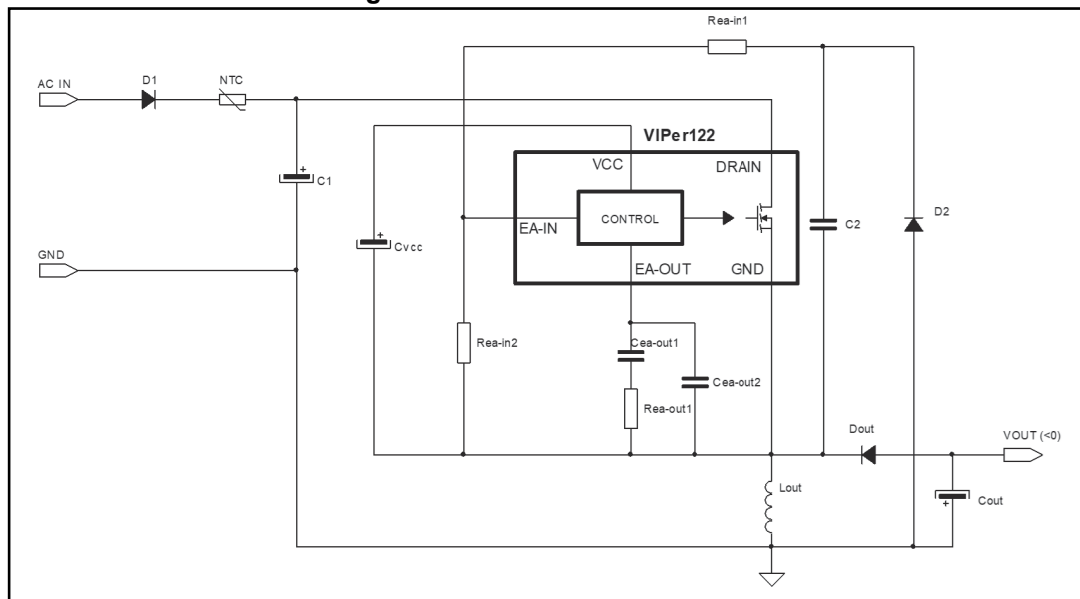 g
Rea-in1
AC IN
D1
NTC
VIPer122
VCC
DRAIN
+
C1
CONTROL
EA-IN
C2
D2
+
Cvcc
GND
EA-OUT
GND
Rea-in2
Cea-out1
Cea-out2
Rea-out1
Dout
VOUT (<0)
Lout
+
Cout